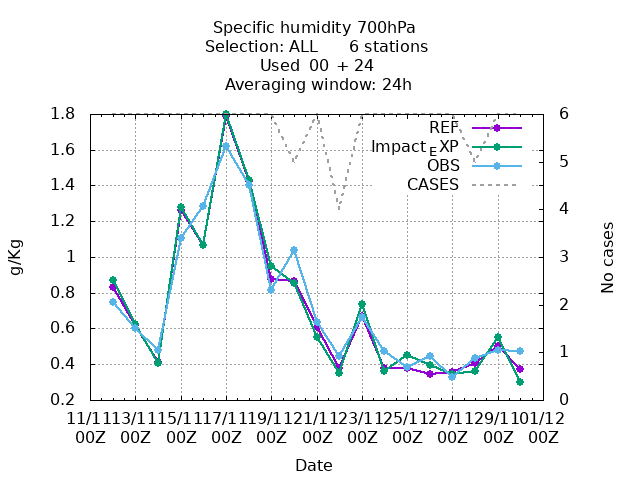 Specific humidity 700hPa
Selection: ALL 6 stations
Used 00 + 24
Averaging window: 24h
1.8
1.6
1.4
1.2
1
0.8
0.6
0.4
0.2
g/Kg
REF
Impact_EXP
OBS
CASES
6
5
4
3
2
1
0
No cases
11/11 13/11 15/11 17/11 19/11 21/11 23/11 25/11 27/11 29/11 01/12
00Z 00Z 00Z 00Z 00Z 00Z 00Z 00Z 00Z 00Z 00Z
Date